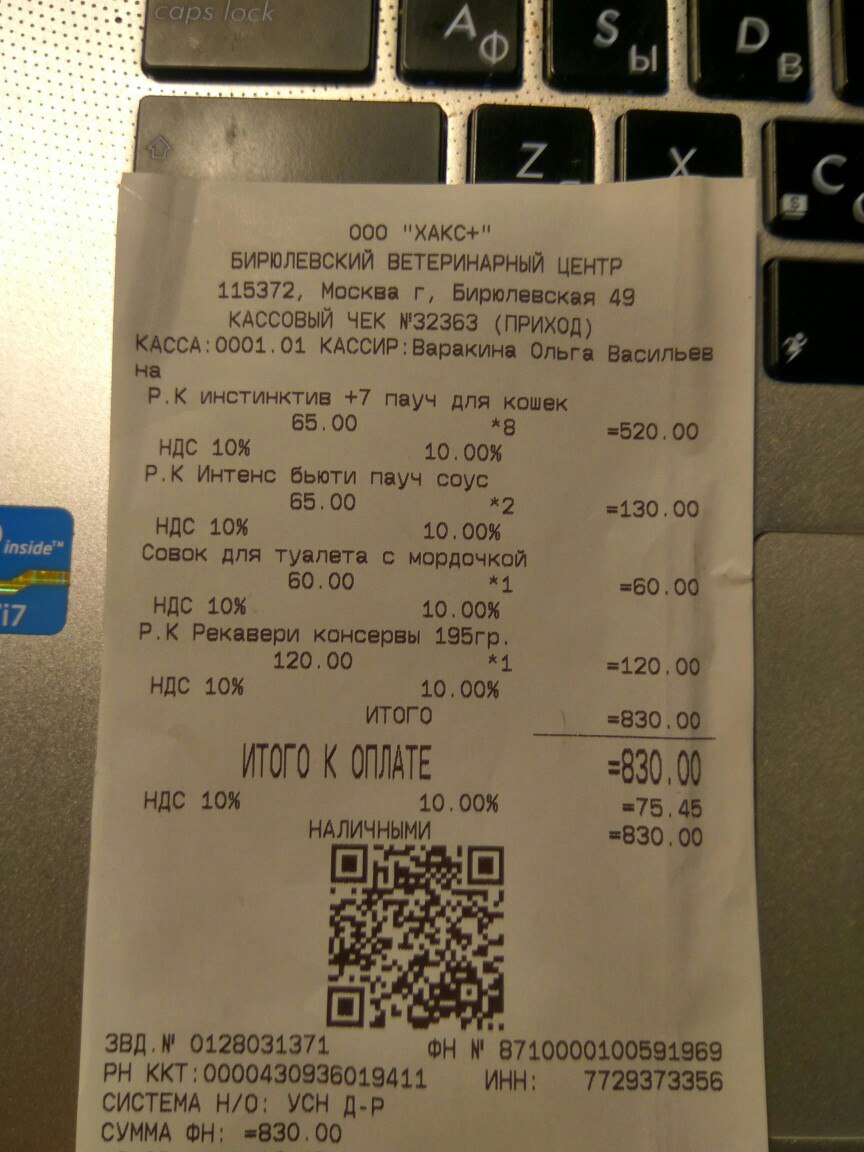 caps lock
A Ф
S Ы
D В
Z
X
C
S
inside™
i7
ООО "ХАКС+"
БИРЮЛЕВСКИЙ ВЕТЕРИНАРНЫЙ ЦЕНТР
115372, Москва г, Бирюлевская 49
КАССОВЫЙ ЧЕК №32363 (ПРИХОД)
КАССА:0001.01 КАССИР:Варакина Ольга Васильев
на
Р.К инстинктив +7 пауч для кошек
65.00 *8 =520.00
НДС 10% 10.00%
Р.К Интенс бьюти пауч соус
65.00 *2 =130.00
НДС 10% 10.00%
Совок для туалета с мордочкой
60.00 *1 =60.00
НДС 10% 10.00%
Р.К Рекавери консервы 195гр.
120.00 *1 =120.00
НДС 10% 10.00%
ИТОГО =830.00
ИТОГО К ОПЛАТЕ =830.00
НДС 10% 10.00% =75.45
НАЛИЧНЫМИ =830.00
ЗВД.№ 0128031371 ФН № 8710000100591969
РН ККТ:0000430936019411 ИНН: 7729373356
СИСТЕМА Н/О: УСН Д-Р
СУММА ФН: =830.00